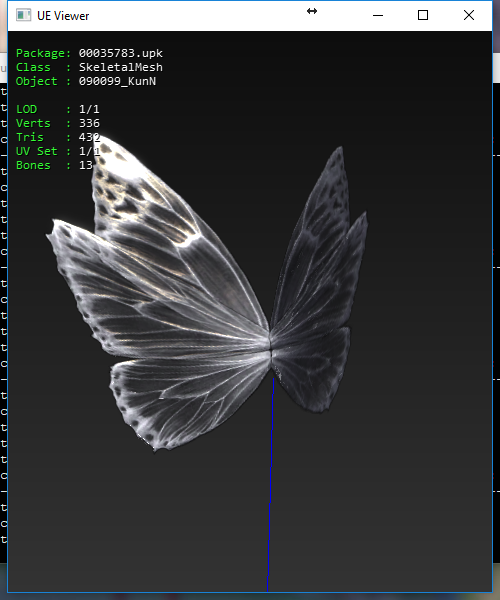 UE Viewer
Package: 00035783.upk
Class  : SkeletalMesh
Object : 090099_KunN
LOD    : 1/1
Verts  : 336
Tris   : 432
UV Set : 1/1
Bones  : 13